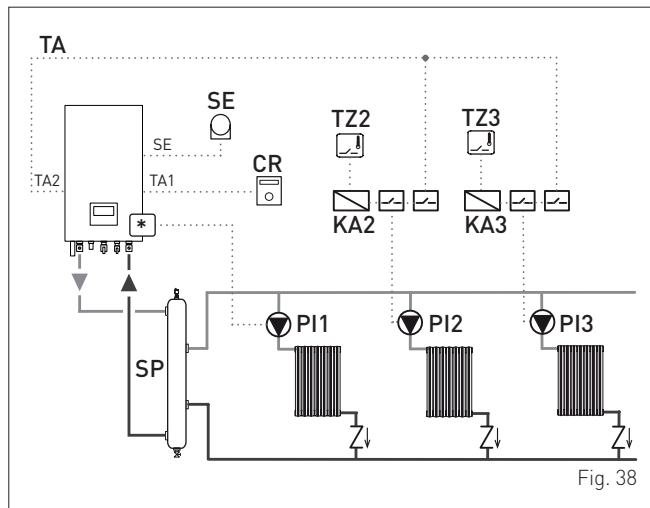 TA
SE
TZ2
TZ3
SE
CR
TA2
TA1
KA2
KA3
*
PI1
PI2
PI3
SP
Fig. 38